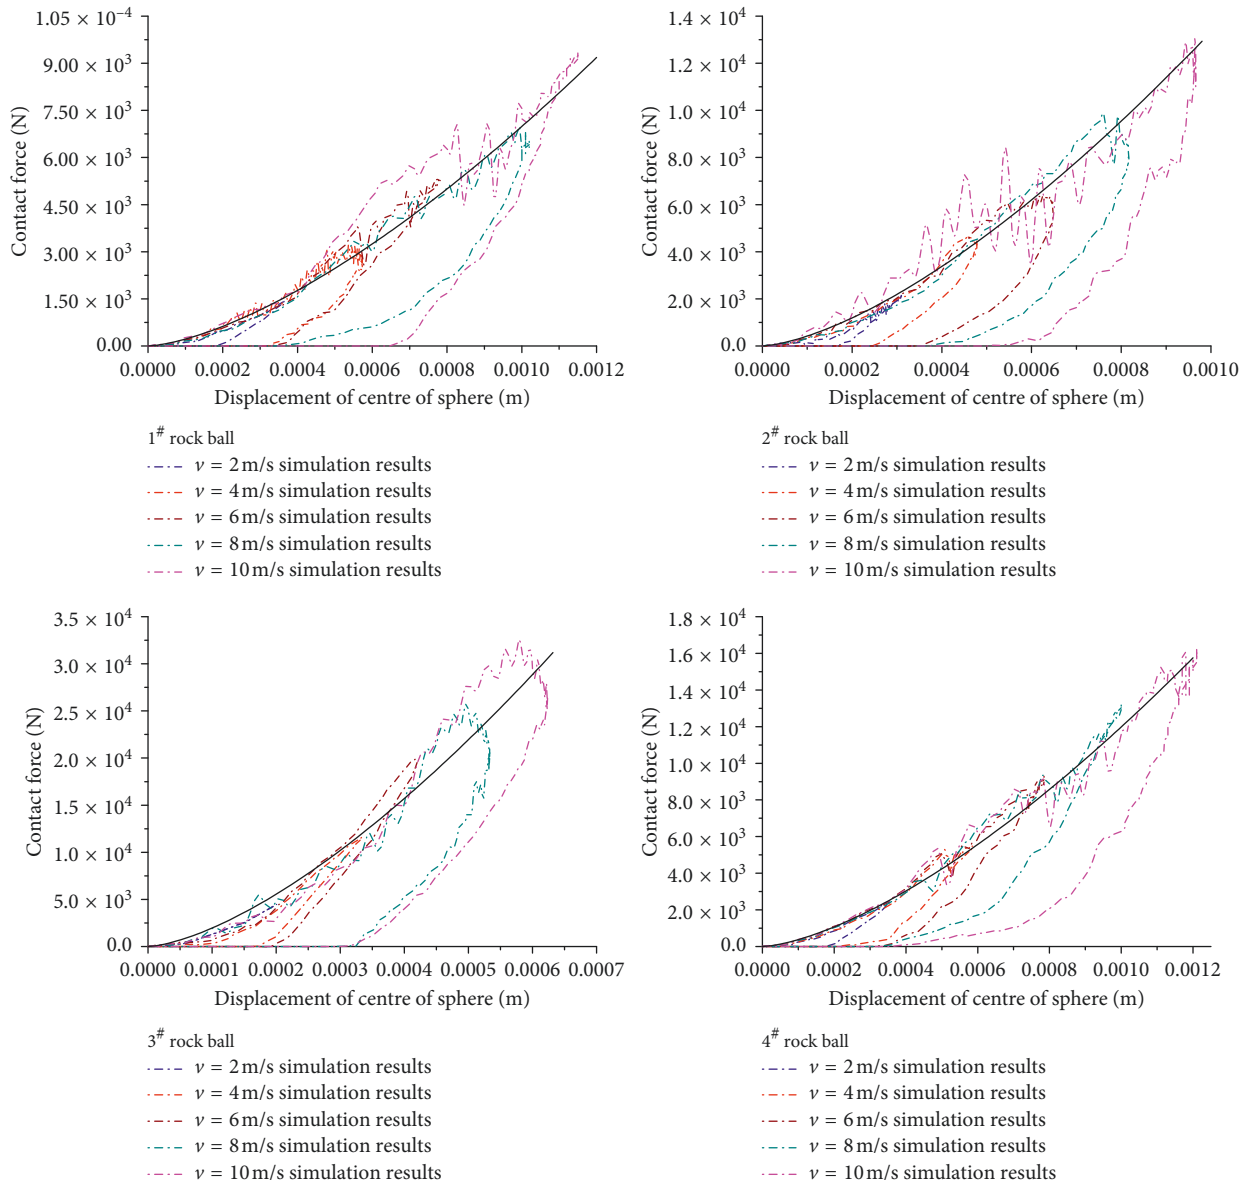 1.05 × 10⁻⁴
9.00 × 10³
7.50 × 10³
6.00 × 10³
4.50 × 10³
3.00 × 10³
1.50 × 10³
0.00
Contact force (N)
0.0000 0.0002 0.0004 0.0006 0.0008 0.0010 0.0012
Displacement of centre of sphere (m)
1# rock ball
v = 2 m/s simulation results
v = 4 m/s simulation results
v = 6 m/s simulation results
v = 8 m/s simulation results
v = 10 m/s simulation results
1.4 × 10⁴
1.2 × 10⁴
1.0 × 10⁴
8.0 × 10³
6.0 × 10³
4.0 × 10³
2.0 × 10³
0.0
Contact force (N)
0.0000 0.0002 0.0004 0.0006 0.0008 0.0010
Displacement of centre of sphere (m)
2# rock ball
v = 2 m/s simulation results
v = 4 m/s simulation results
v = 6 m/s simulation results
v = 8 m/s simulation results
v = 10 m/s simulation results
3.5 × 10⁴
3.0 × 10⁴
2.5 × 10⁴
2.0 × 10⁴
1.5 × 10⁴
1.0 × 10⁴
5.0 × 10³
0.0
Contact force (N)
0.0000 0.0001 0.0002 0.0003 0.0004 0.0005 0.0006 0.0007
Displacement of centre of sphere (m)
3# rock ball
v = 2 m/s simulation results
v = 4 m/s simulation results
v = 6 m/s simulation results
v = 8 m/s simulation results
v = 10 m/s simulation results
1.8 × 10⁴
1.6 × 10⁴
1.4 × 10⁴
1.2 × 10⁴
1.0 × 10⁴
8.0 × 10³
6.0 × 10³
4.0 × 10³
2.0 × 10³
0.0
Contact force (N)
0.0000 0.0002 0.0004 0.0006 0.0008 0.0010 0.0012
Displacement of centre of sphere (m)
4# rock ball
v = 2 m/s simulation results
v = 4 m/s simulation results
v = 6 m/s simulation results
v = 8 m/s simulation results
v = 10 m/s simulation results